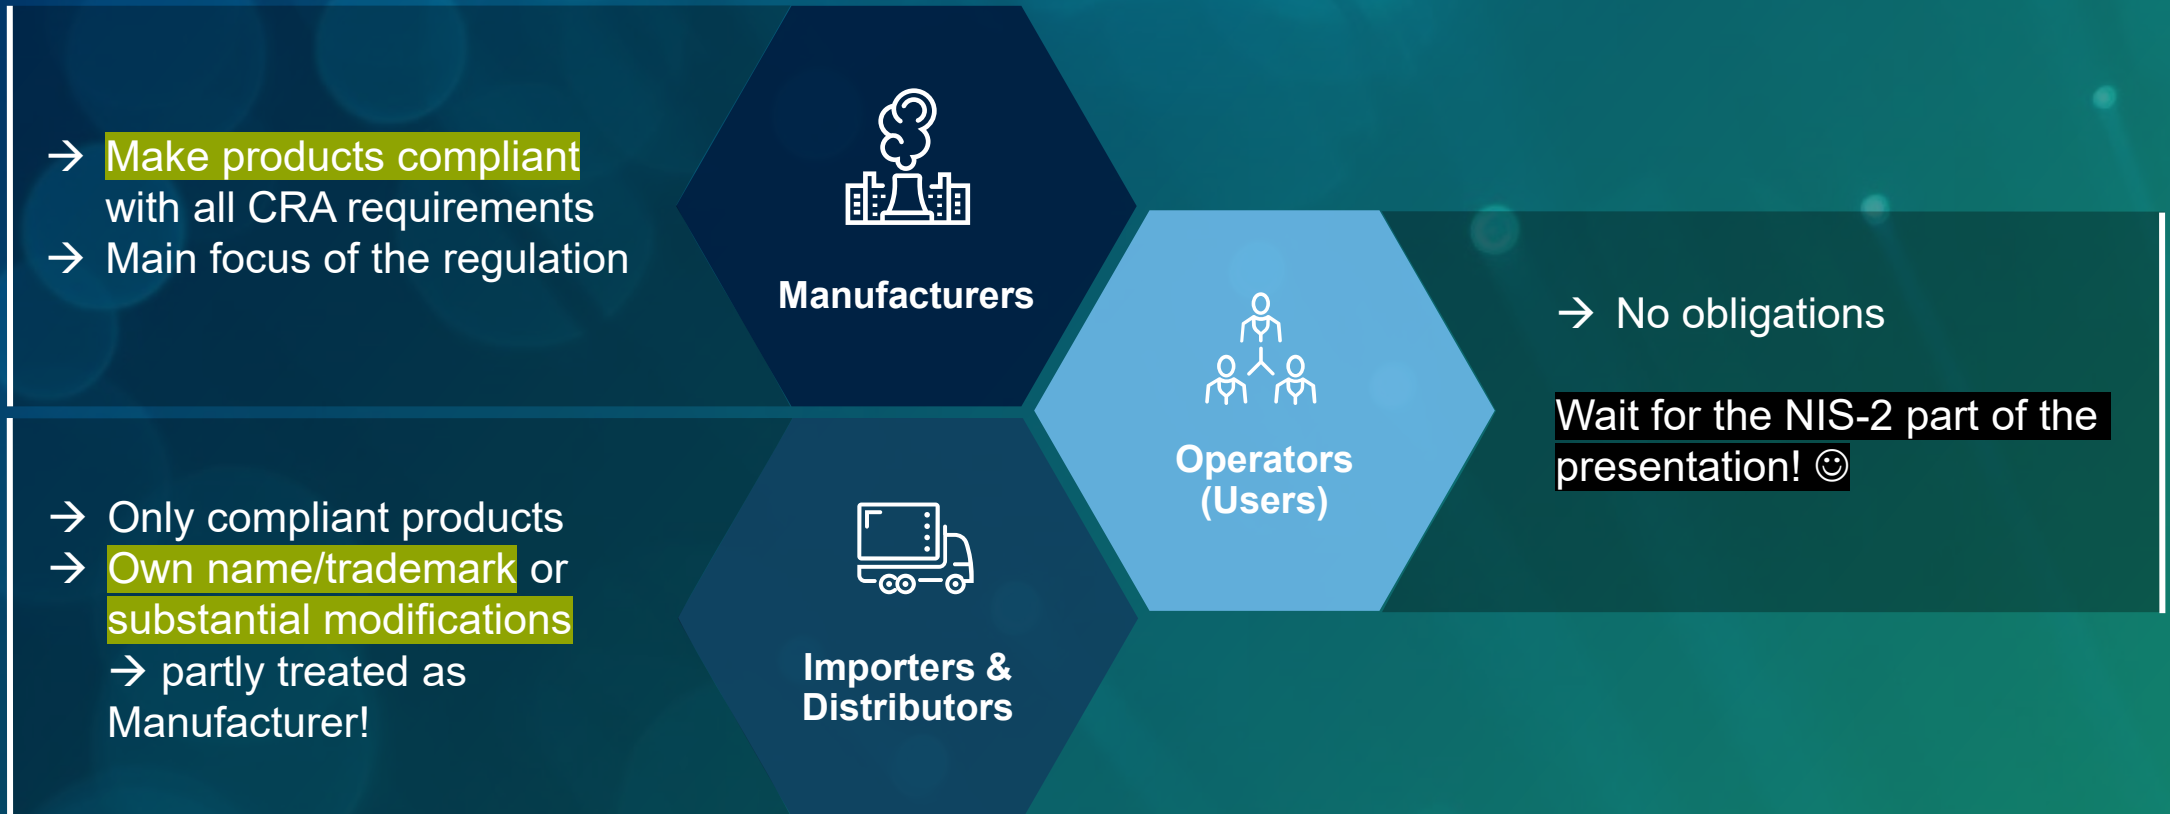 → Make products compliant
with all CRA requirements
→ Main focus of the regulation
Manufacturers
→ Only compliant products
→ Own name/trademark or
substantial modifications
→ partly treated as
Manufacturer!
Importers &
Distributors
Operators
(Users)
→ No obligations
Wait for the NIS-2 part of the
presentation! ☺